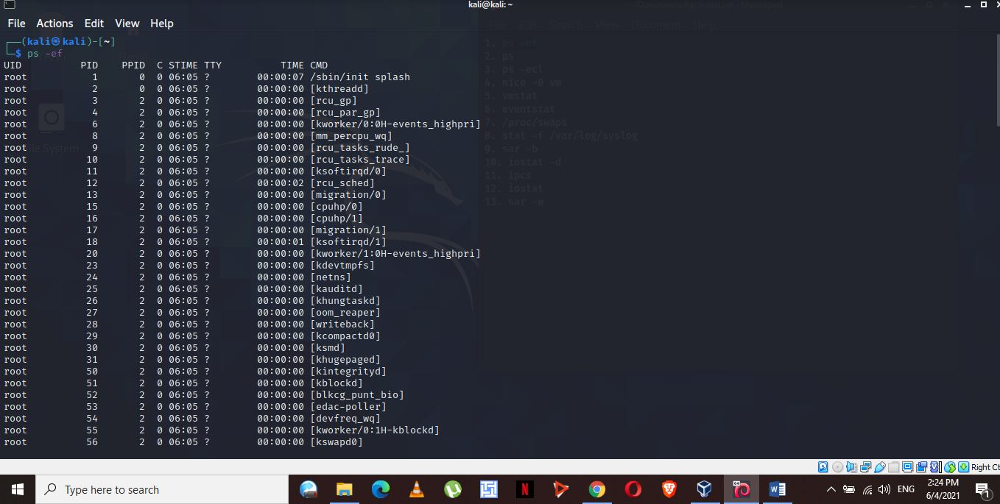 kali@kali: ~
File Actions Edit View Help
(kali㉿kali)-[~]
$ ps -ef
UID PID PPID C STIME TTY TIME CMD
root 1 0 0 06:05 ? 00:00:07 /sbin/init splash
root 2 0 0 06:05 ? 00:00:00 [kthreadd]
root 3 2 0 06:05 ? 00:00:00 [rcu_gp]
root 4 2 0 06:05 ? 00:00:00 [rcu_par_gp]
root 6 2 0 06:05 ? 00:00:00 [kworker/0:0H-events_highpri]
root 8 2 0 06:05 ? 00:00:00 [mm_percpu_wq]
root 9 2 0 06:05 ? 00:00:00 [rcu_tasks_rude_]
root 10 2 0 06:05 ? 00:00:00 [rcu_tasks_trace]
root 11 2 0 06:05 ? 00:00:00 [ksoftirqd/0]
root 12 2 0 06:05 ? 00:00:02 [rcu_sched]
root 13 2 0 06:05 ? 00:00:00 [migration/0]
root 15 2 0 06:05 ? 00:00:00 [cpuhp/0]
root 16 2 0 06:05 ? 00:00:00 [cpuhp/1]
root 17 2 0 06:05 ? 00:00:00 [migration/1]
root 18 2 0 06:05 ? 00:00:01 [ksoftirqd/1]
root 20 2 0 06:05 ? 00:00:00 [kworker/1:0H-events_highpri]
root 23 2 0 06:05 ? 00:00:00 [kdevtmpfs]
root 24 2 0 06:05 ? 00:00:00 [netns]
root 25 2 0 06:05 ? 00:00:00 [kauditd]
root 26 2 0 06:05 ? 00:00:00 [khungtaskd]
root 27 2 0 06:05 ? 00:00:00 [oom_reaper]
root 28 2 0 06:05 ? 00:00:00 [writeback]
root 29 2 0 06:05 ? 00:00:00 [kcompactd0]
root 30 2 0 06:05 ? 00:00:00 [ksmd]
root 31 2 0 06:05 ? 00:00:00 [khugepaged]
root 50 2 0 06:05 ? 00:00:00 [kintegrityd]
root 51 2 0 06:05 ? 00:00:00 [kblockd]
root 52 2 0 06:05 ? 00:00:00 [blkcg_punt_bio]
root 53 2 0 06:05 ? 00:00:00 [edac-poller]
root 54 2 0 06:05 ? 00:00:00 [devfreq_wq]
root 55 2 0 06:05 ? 00:00:00 [kworker/0:1H-kblockd]
root 56 2 0 06:05 ? 00:00:00 [kswapd0]
File Edit Search View Document Help
1. ps -ef
2. ps
3. ps -ecl
4. nice -0 vm
5. vmstat
6. eventstat
7. /proc/swaps
8. stat -f /var/log/syslog
9. sar -b
10. iostat -d
11. ipcs
12. iostat
13. sar -w
File System
Right Ct
Type here to search
ENG
2:24 PM
6/4/2021
1